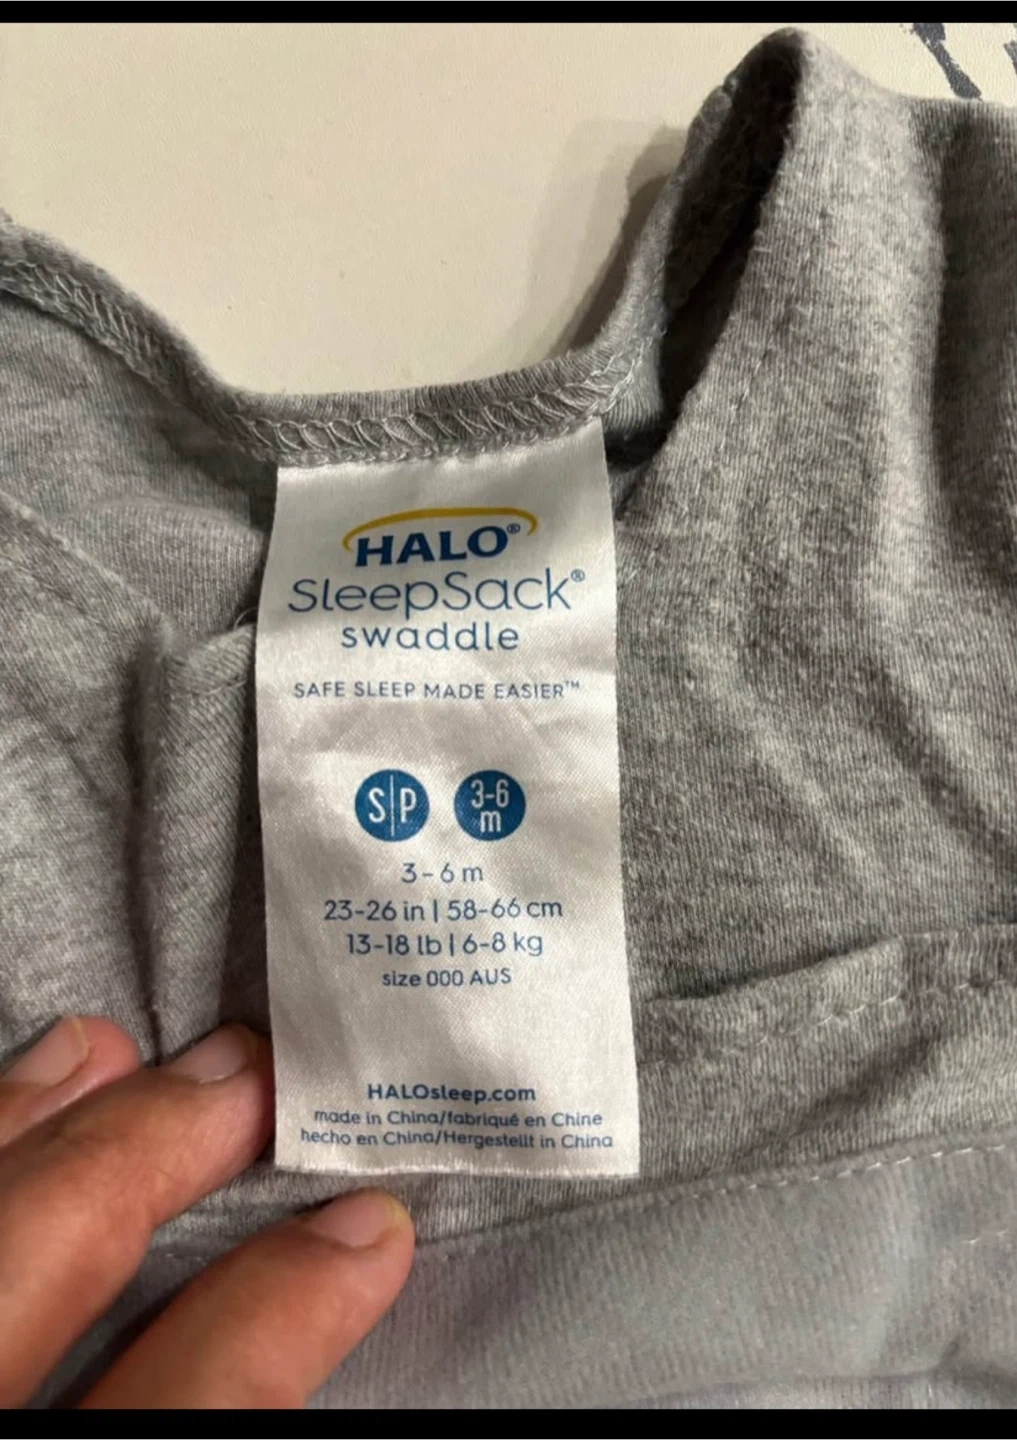 HALO®
SleepSack®
swaddle
SAFE SLEEP MADE EASIER™
S|P
3-6
m
3-6 m
23-26 in | 58-66 cm
13-18 lb | 6-8 kg
size 000 AUS
HALOsleep.com
made in China/fabriqué en Chine
hecho en China/Hergestellt in China